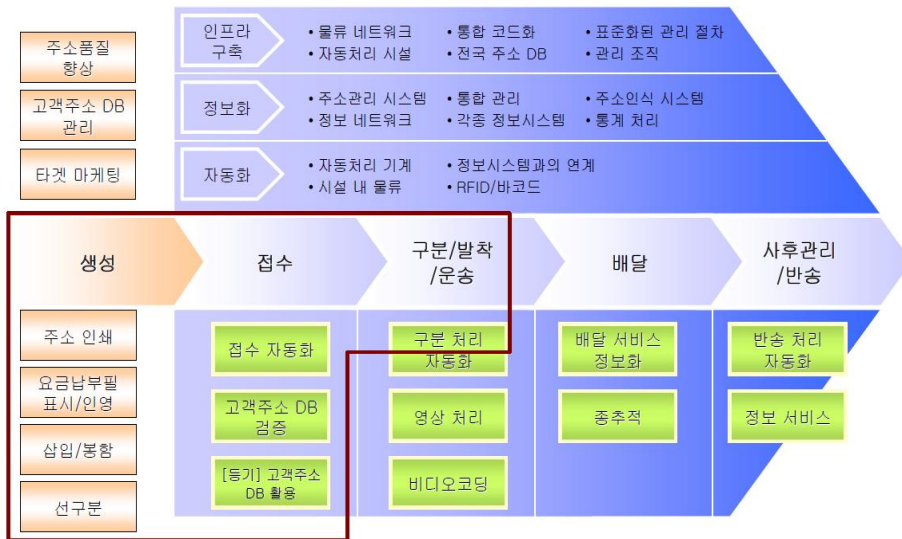 주소품질
향상
고객주소 DB
관리
타겟 마케팅
인프라
구축
• 물류 네트워크
• 자동처리 시설
• 통합 코드화
• 전국 주소 DB
• 표준화된 관리 절차
• 관리 조직
정보화
• 주소관리 시스템
• 정보 네트워크
• 통합 관리
• 각종 정보시스템
• 주소인식 시스템
• 통계 처리
자동화
• 자동처리 기계
• 시설 내 물류
• 정보시스템과의 연계
• RFID/바코드
생성
접수
구분/발착
/운송
배달
사후관리
/반송
주소 인쇄
요금납부필
표시/인영
삽입/봉함
선구분
접수 자동화
고객주소 DB
검증
[등기] 고객주소
DB 활용
구분 처리
자동화
영상 처리
비디오코딩
배달 서비스
정보화
종추적
반송 처리
자동화
정보 서비스